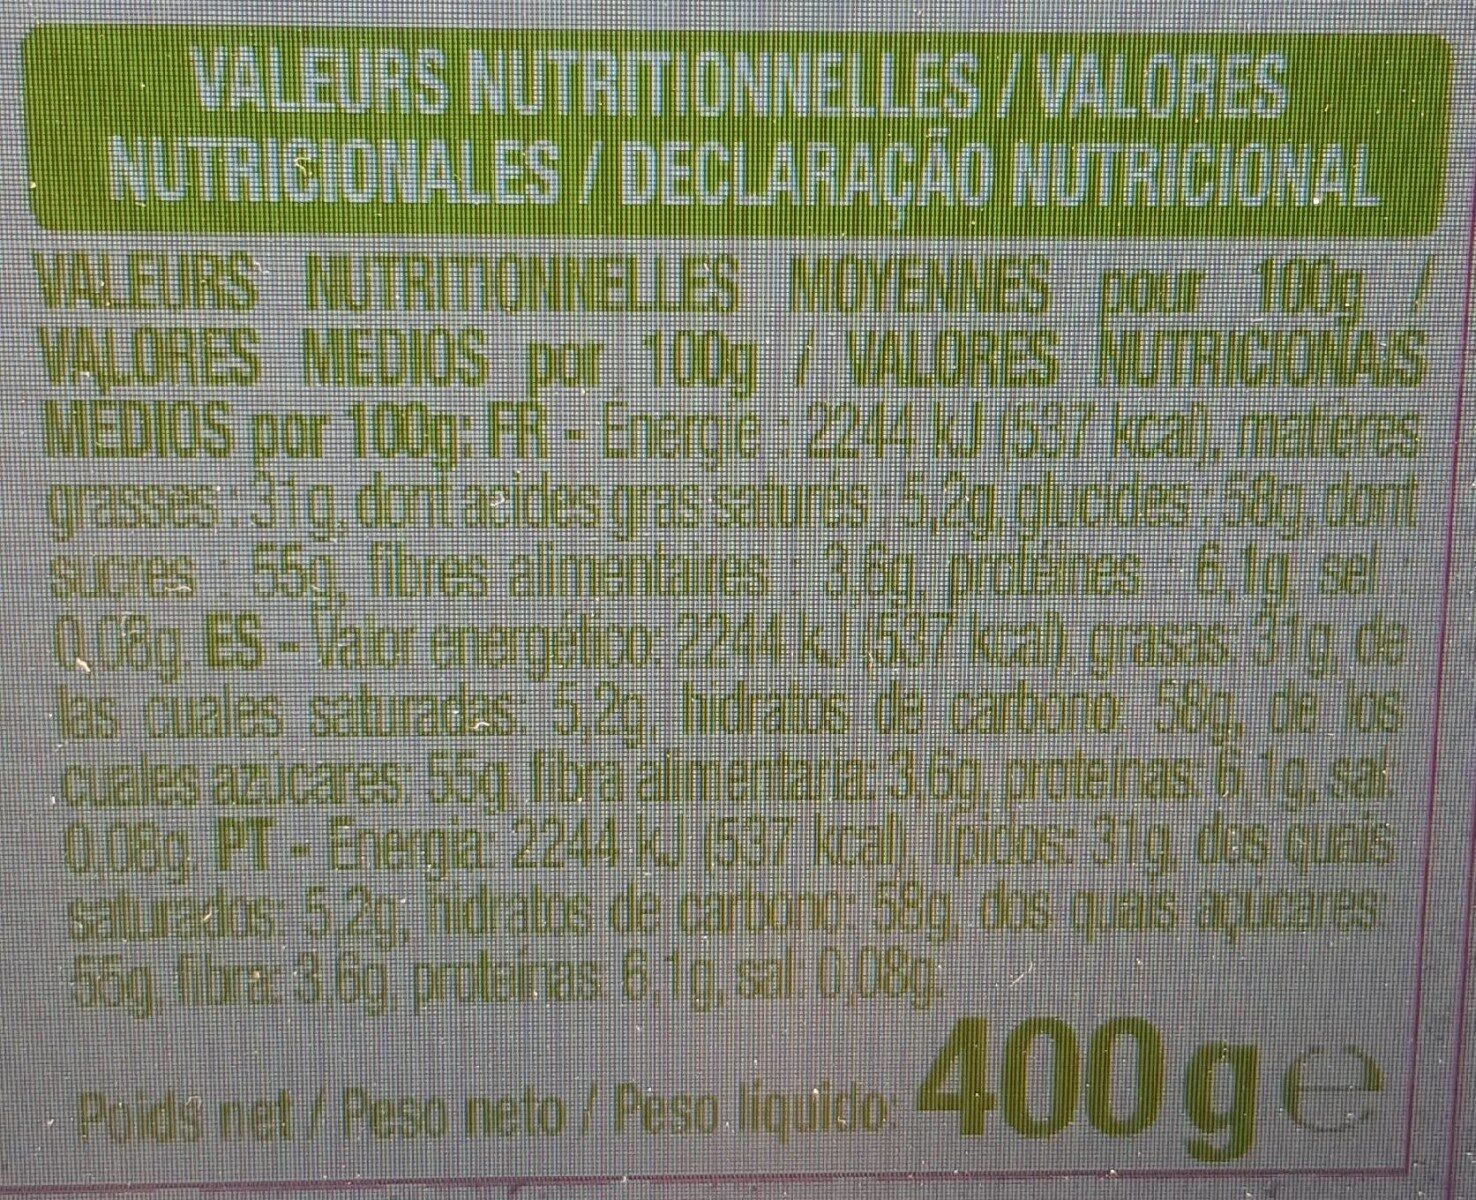 VALEURS NUTRITIONNELLES / VALORES
NUTRICIONALES / DECLARAÇÃO NUTRICIONAL
VALEURS NUTRITIONNELLES MOYENNES pour 100g /
VALORES MEDIOS por 100g / VALORES NUTRICIONAIS
MEDIOS por 100g: FR - Énergie : 2244 kJ (537 kcal), matières
grasses : 31g, dont acides gras saturés : 5,2g, glucides : 58g, dont
sucres : 55g, fibres alimentaires : 3,6g, protéines : 6,1g, sel :
0,08g. ES - Valor energético: 2244 kJ (537 kcal), grasas: 31g, de
las cuales saturadas: 5,2g, hidratos de carbono: 58g, de los
cuales azúcares: 55g, fibra alimentaria: 3,6g, proteínas: 6,1g, sal:
0,08g. PT - Energia: 2244 kJ (537 kcal), lípidos: 31g, dos quais
saturados: 5,2g, hidratos de carbono: 58g, dos quais açúcares:
55g, fibra: 3,6g, proteínas: 6,1g, sal: 0,08g.
Poids net / Peso neto / Peso líquido: 400 g e